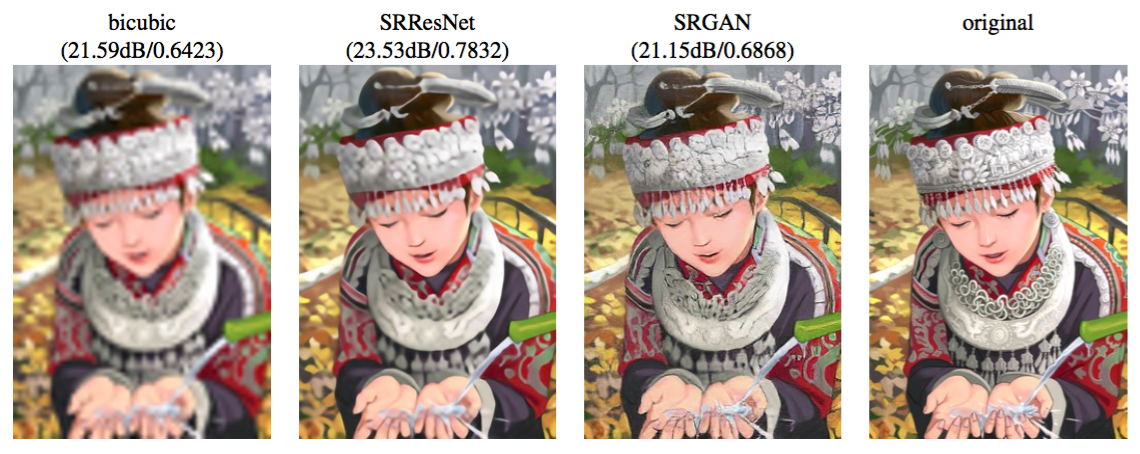 bicubic
(21.59dB/0.6423)
SRResNet
(23.53dB/0.7832)
SRGAN
(21.15dB/0.6868)
original